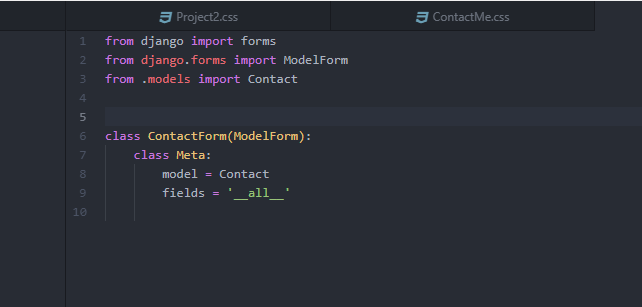 Project2.css ContactMe.css
1 from django import forms
2 from django.forms import ModelForm
3 from .models import Contact
4
5
6 class ContactForm(ModelForm):
7     class Meta:
8         model = Contact
9         fields = '__all__'
10